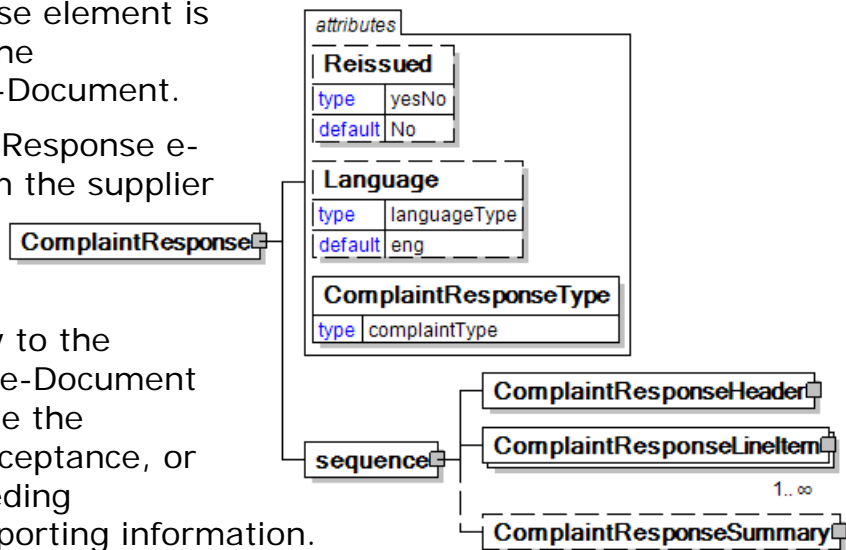 se element is
ne
-Document.
Response e-
n the supplier
y to the
e-Document
e the
ceptance, or
eding
porting information.
ComplaintResponse
attributes
Reissued
type yesNo
default No
Language
type languageType
default eng
ComplaintResponseType
type complaintType
sequence
ComplaintResponseHeader
ComplaintResponseLineItem
1..∞
ComplaintResponseSummary